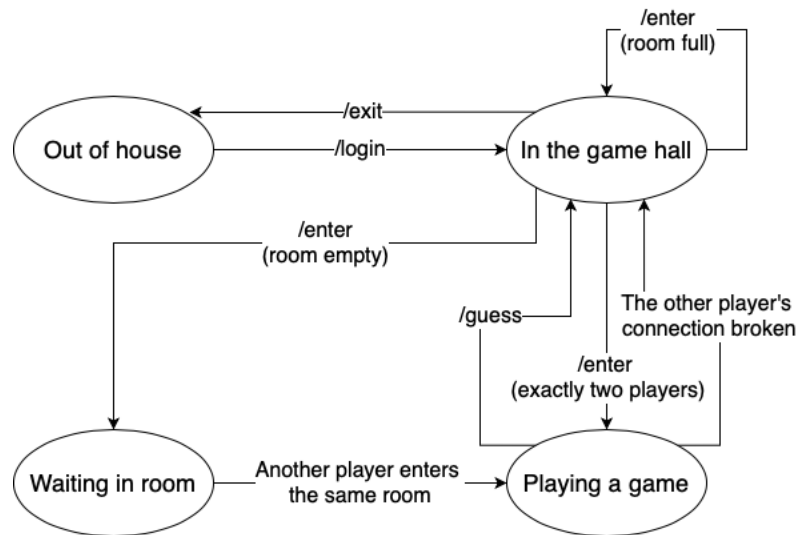 /enter
(room full)
/exit
Out of house
/login
In the game hall
/enter
(room empty)
The other player's
connection broken
/guess
/enter
(exactly two players)
Waiting in room
Another player enters
the same room
Playing a game